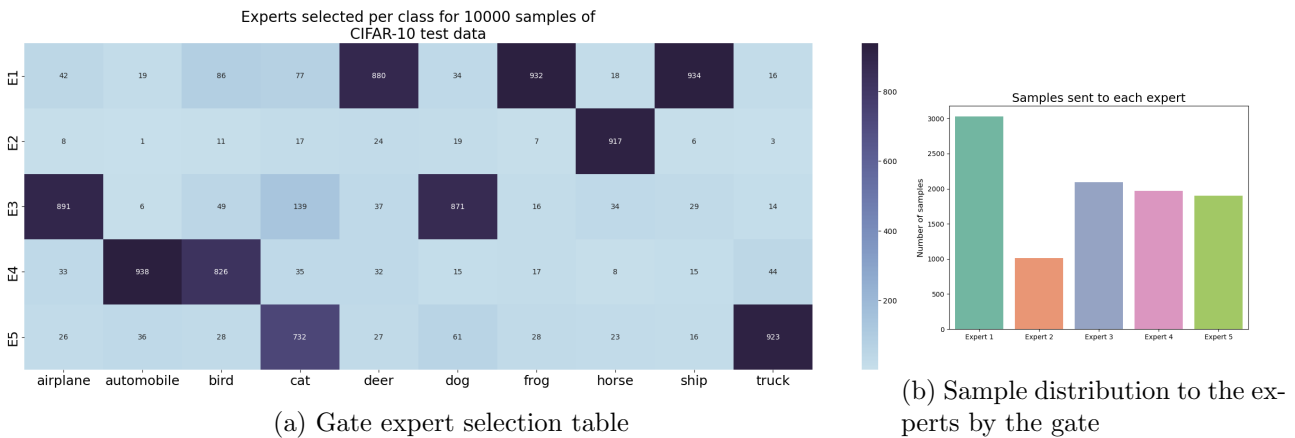 Experts selected per class for 10000 samples of
CIFAR-10 test data
E1 42 19 86 77 880 34 932 18 934 16
E2 8 1 11 17 24 19 7 917 6 3
E3 891 6 49 139 37 871 16 34 29 14
E4 33 938 826 35 32 15 17 8 15 44
E5 26 36 28 732 27 61 28 23 16 923
airplane automobile bird cat deer dog frog horse ship truck
800
600
400
200
(a) Gate expert selection table
Samples sent to each expert
Number of samples
3000
2500
2000
1500
1000
500
0
Expert 1 Expert 2 Expert 3 Expert 4 Expert 5
(b) Sample distribution to the ex-
perts by the gate